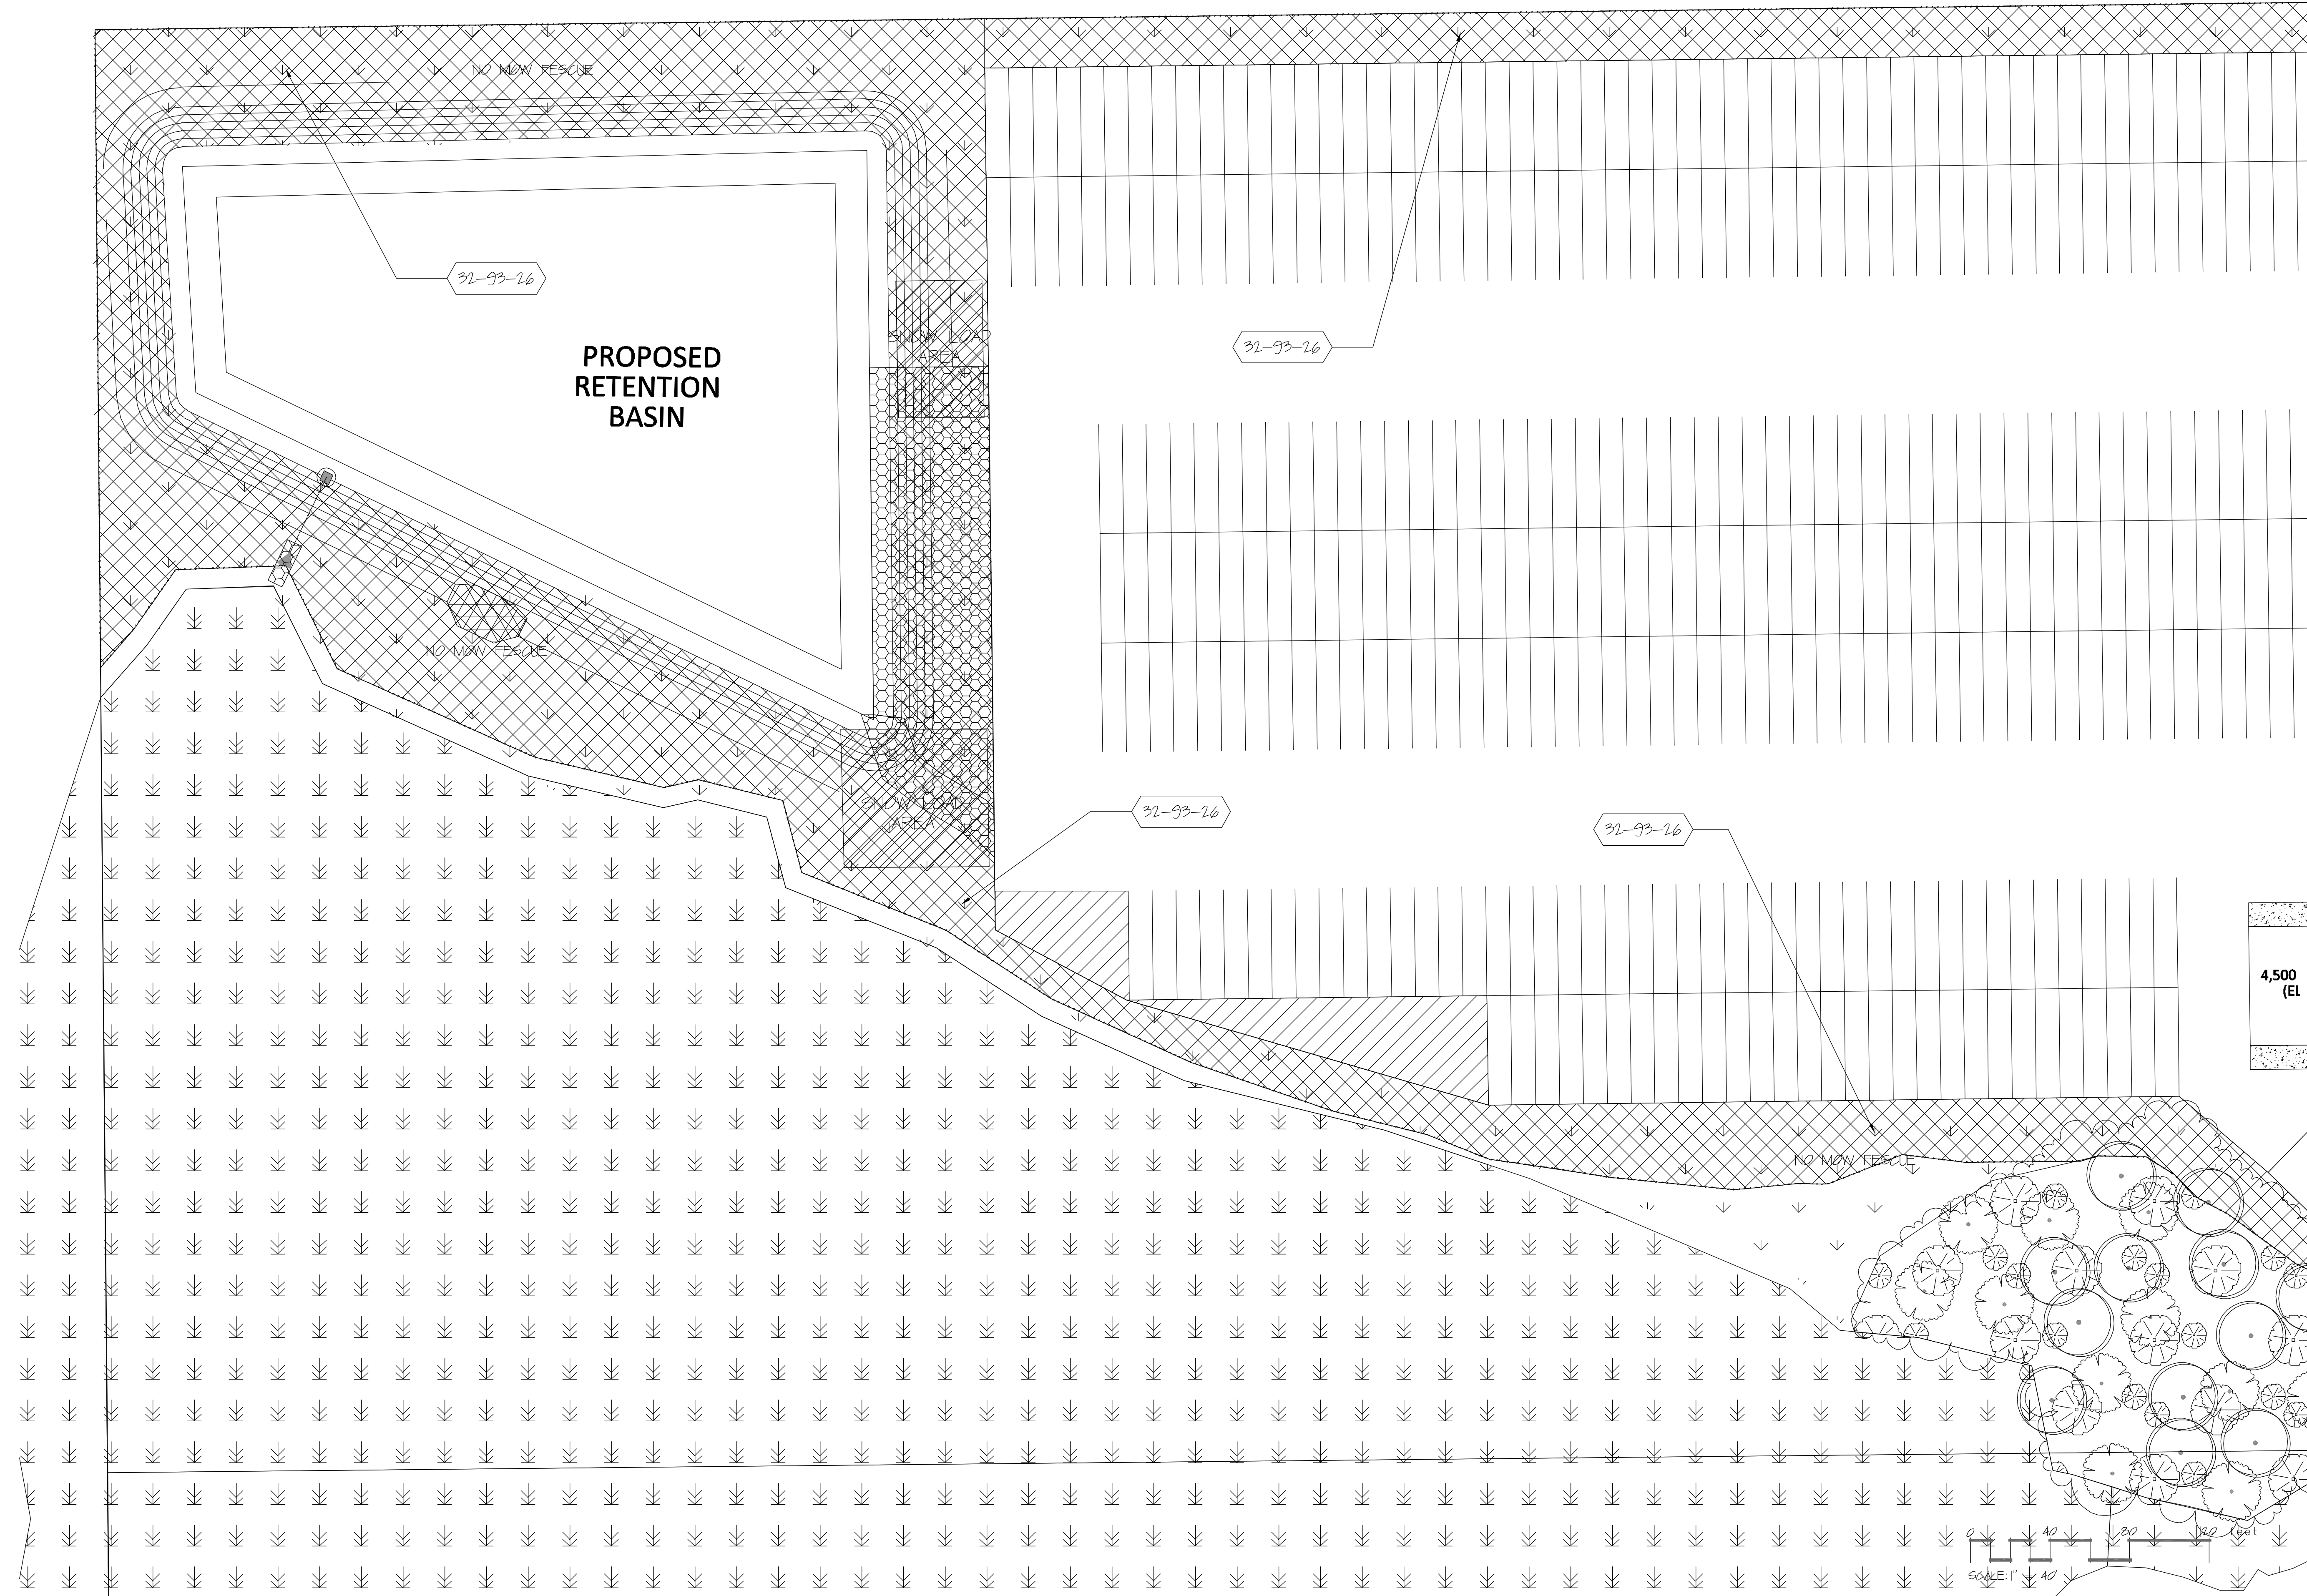 NO MOW FESCUE
32-93-26
PROPOSED
RETENTION
BASIN
SNOW LOAD
AREA
32-93-26
NO MOW FESCUE
SNOW LOAD
AREA
32-93-26
32-93-26
4,500
(EL
NO MOW FESCUE
0 40 80 120 feet
SCALE: 1" = 40'